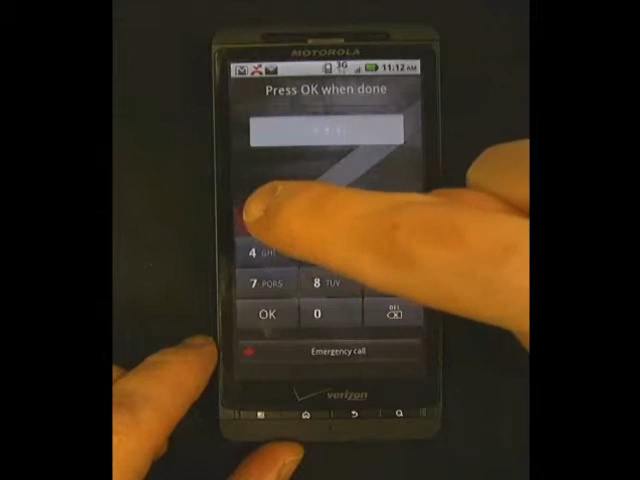 MOTOROLA
3G 11:12 AM
Press OK when done
4 GHI
7 PQRS 8 TUV
OK 0 DEL
Emergency call
verizon